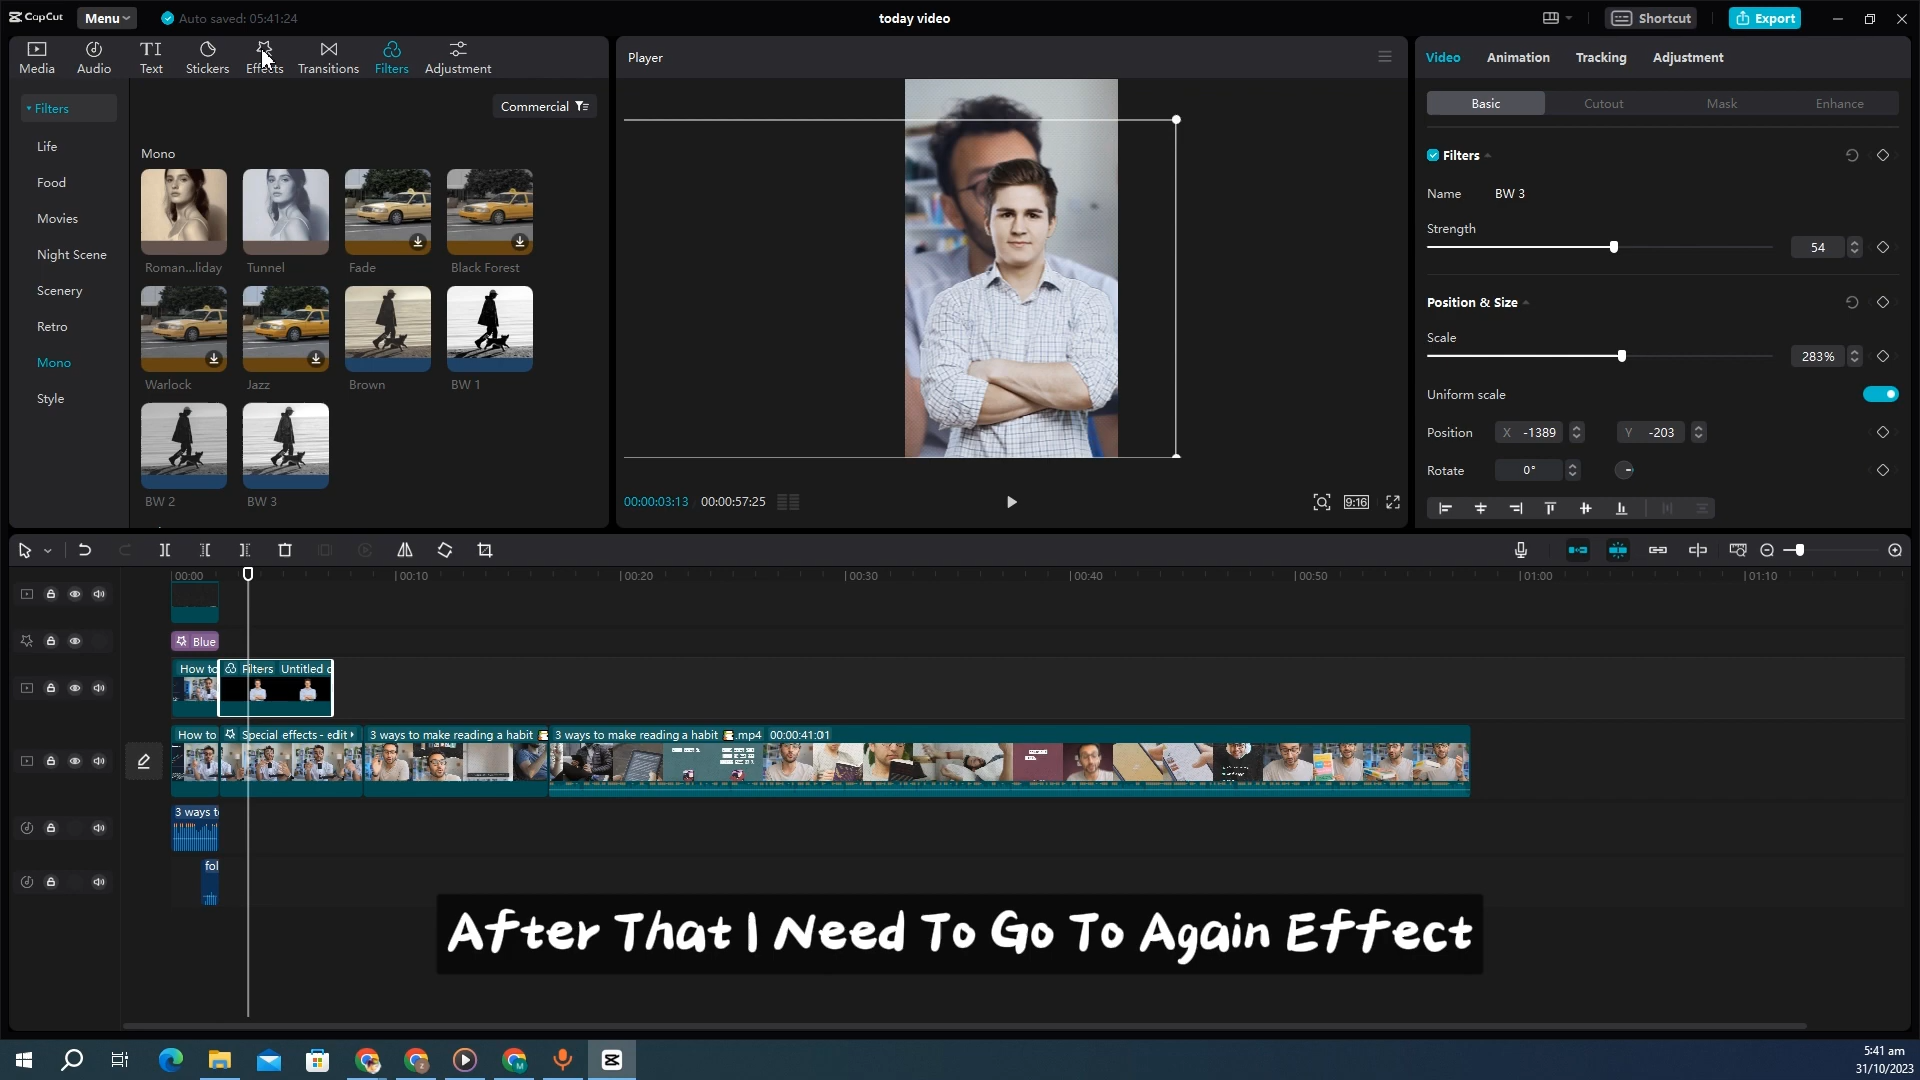 CapCut
Menu
Auto saved: 05:41:24
today video
Shortcut
Export
Media
Audio
Text
Stickers
Effects
Transitions
Filters
Adjustment
Filters
Life
Food
Movies
Night Scene
Scenery
Retro
Mono
Style
Commercial
Mono
Roman...liday
Tunnel
Fade
Black Forest
Warlock
Jazz
Brown
BW 1
BW 2
BW 3
Player
00:00:03:13 00:00:57:25
9:16
Video
Animation
Tracking
Adjustment
Basic
Cutout
Mask
Enhance
Filters
Name BW 3
Strength
54
Position & Size
Scale
283%
Uniform scale
Position X -1389 Y -203
Rotate 0°
00:00 00:10 00:20 00:30 00:40 00:50 01:00 01:10
Blue
How to Filters Untitled
How to Special effects - edit 3 ways to make reading a habit 3 ways to make reading a habit .mp4 00:00:41:01
3 ways to
fol
After That I Need To Go To Again Effect
5:41 am
31/10/2023